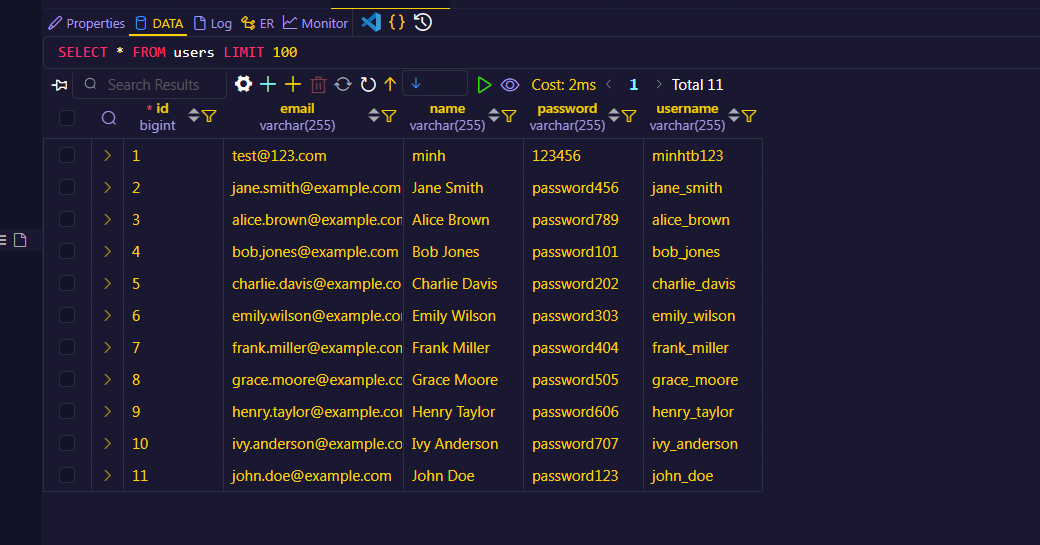 Properties DATA Log ER Monitor
SELECT * FROM users LIMIT 100
Search Results Cost: 2ms 1 Total 11
* id email name password username
bigint varchar(255) varchar(255) varchar(255) varchar(255)
1 test@123.com minh 123456 minhtb123
2 jane.smith@example.com Jane Smith password456 jane_smith
3 alice.brown@example.con Alice Brown password789 alice_brown
4 bob.jones@example.com Bob Jones password101 bob_jones
5 charlie.davis@example.co Charlie Davis password202 charlie_davis
6 emily.wilson@example.co Emily Wilson password303 emily_wilson
7 frank.miller@example.com Frank Miller password404 frank_miller
8 grace.moore@example.cc Grace Moore password505 grace_moore
9 henry.taylor@example.cor Henry Taylor password606 henry_taylor
10 ivy.anderson@example.co Ivy Anderson password707 ivy_anderson
11 john.doe@example.com John Doe password123 john_doe